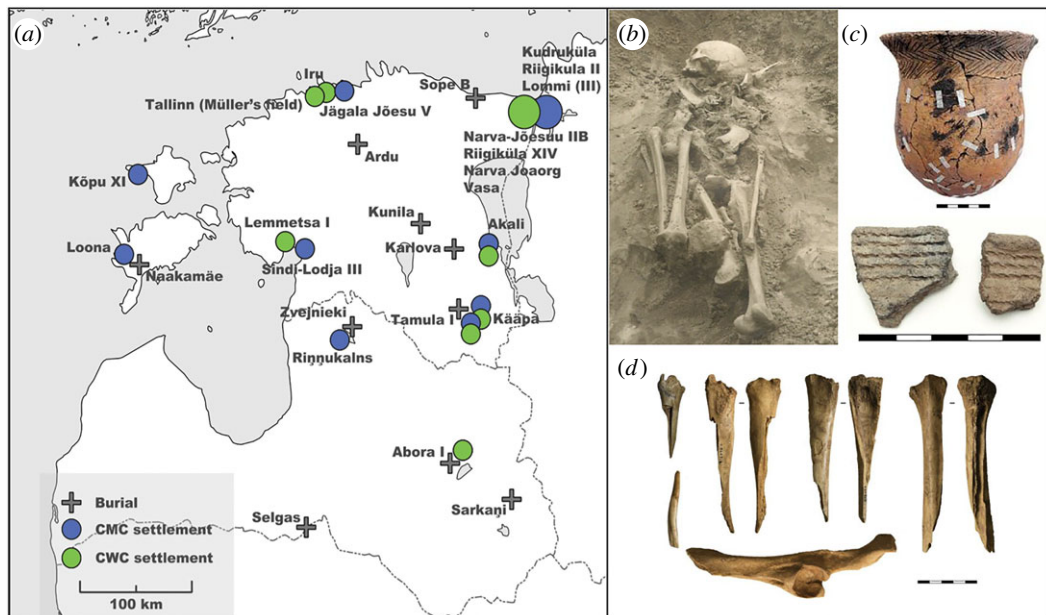 (a)
Iru
Tallinn (Müller's field)
Jägala Jõesu V
Sope B
Kudruküla
Riigikula II
Lommi (III)
Ardu
Narva-Jõesuu IIB
Riigiküla XIV
Narva Joaorg
Vasa
Kõpu XI
Lemmetsa I
Kunila
Akali
Loona
Karlova
Naakamäe
Sindi-Lodja III
Zvejnieki
Tamula I
Kääpa
Riņņukalns
Abora I
Sarkaņi
Selgas
Burial
CMC settlement
CWC settlement
100 km
(b)
(c)
(d)